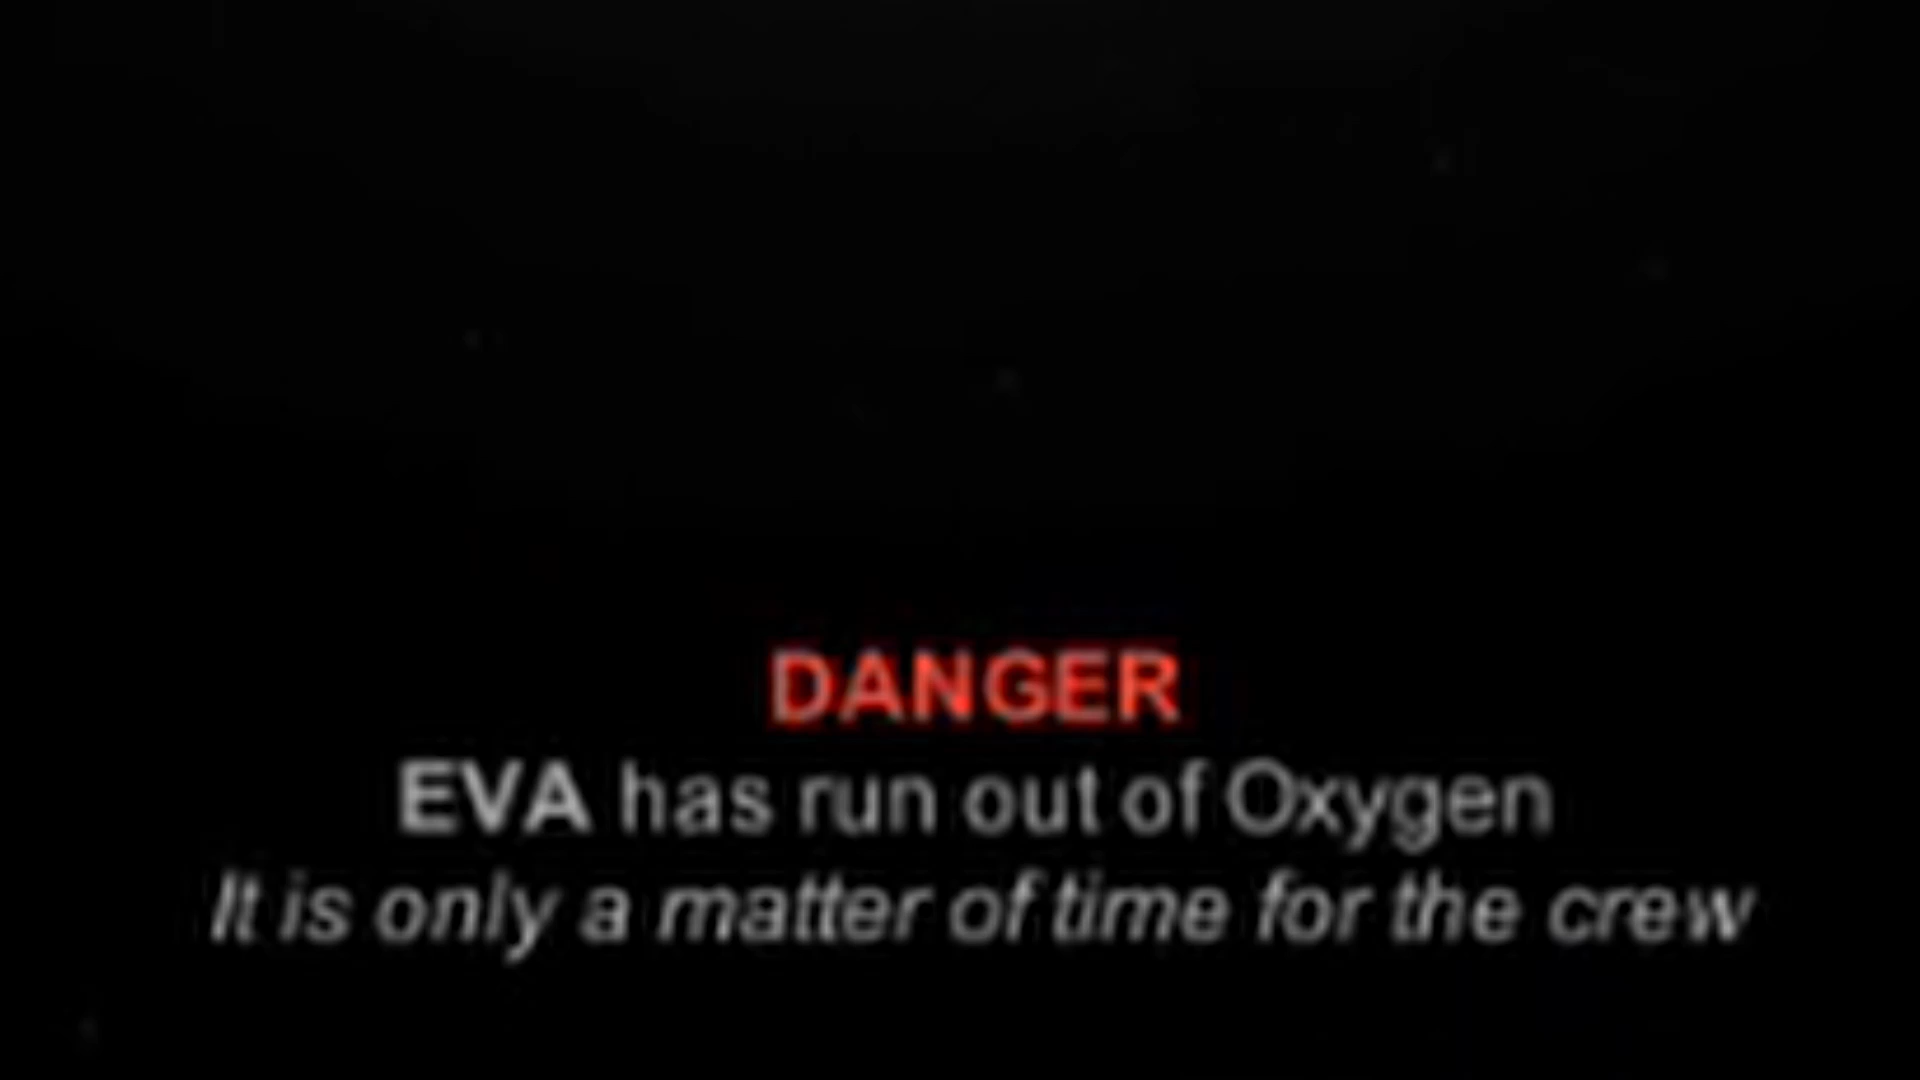 DANGER
EVA has run out of Oxygen
It is only a matter of time for the crew